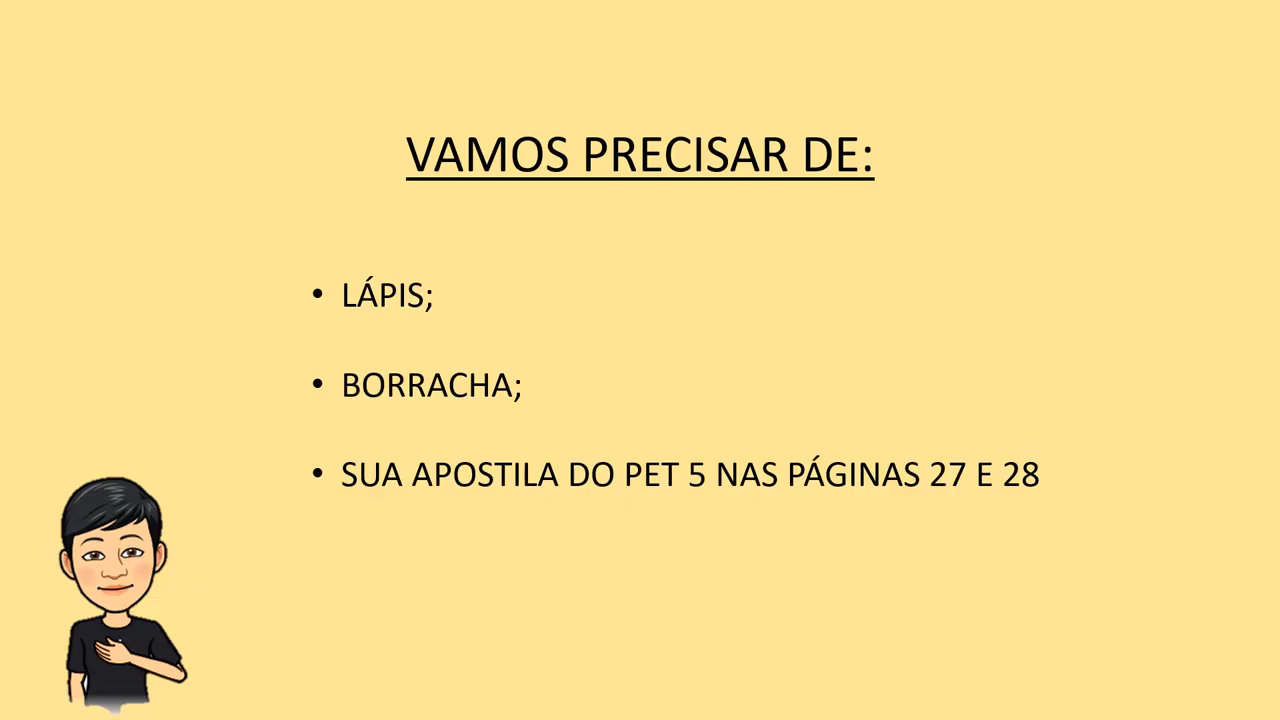 VAMOS PRECISAR DE:
• LÁPIS;
• BORRACHA;
• SUA APOSTILA DO PET 5 NAS PÁGINAS 27 E 28